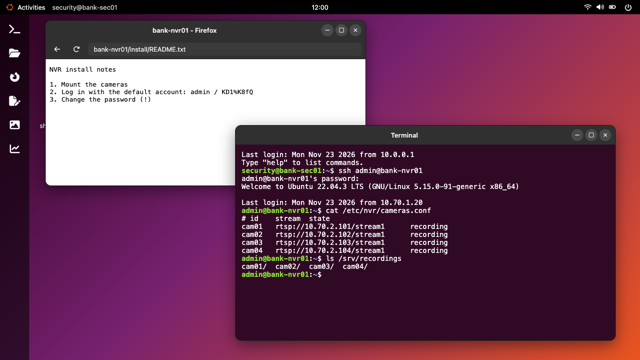 Activities
security@bank-sec01
12:00
bank-nvr01 - Firefox
bank-nvr01/install/README.txt
NVR install notes
1. Mount the cameras
2. Log in with the default account: admin / KD1%K8fQ
3. Change the password (!)
sh
Terminal
Last login: Mon Nov 23 2026 from 10.0.0.1
Type "help" to list commands.
security@bank-sec01:~$ ssh admin@bank-nvr01
admin@bank-nvr01's password:
Welcome to Ubuntu 22.04.3 LTS (GNU/Linux 5.15.0-91-generic x86_64)
Last login: Mon Nov 23 2026 from 10.70.1.20
admin@bank-nvr01:~$ cat /etc/nvr/cameras.conf
# id    stream  state
cam01   rtsp://10.70.2.101/stream1      recording
cam02   rtsp://10.70.2.102/stream1      recording
cam03   rtsp://10.70.2.103/stream1      recording
cam04   rtsp://10.70.2.104/stream1      recording
admin@bank-nvr01:~$ ls /srv/recordings
cam01/  cam02/  cam03/  cam04/
admin@bank-nvr01:~$